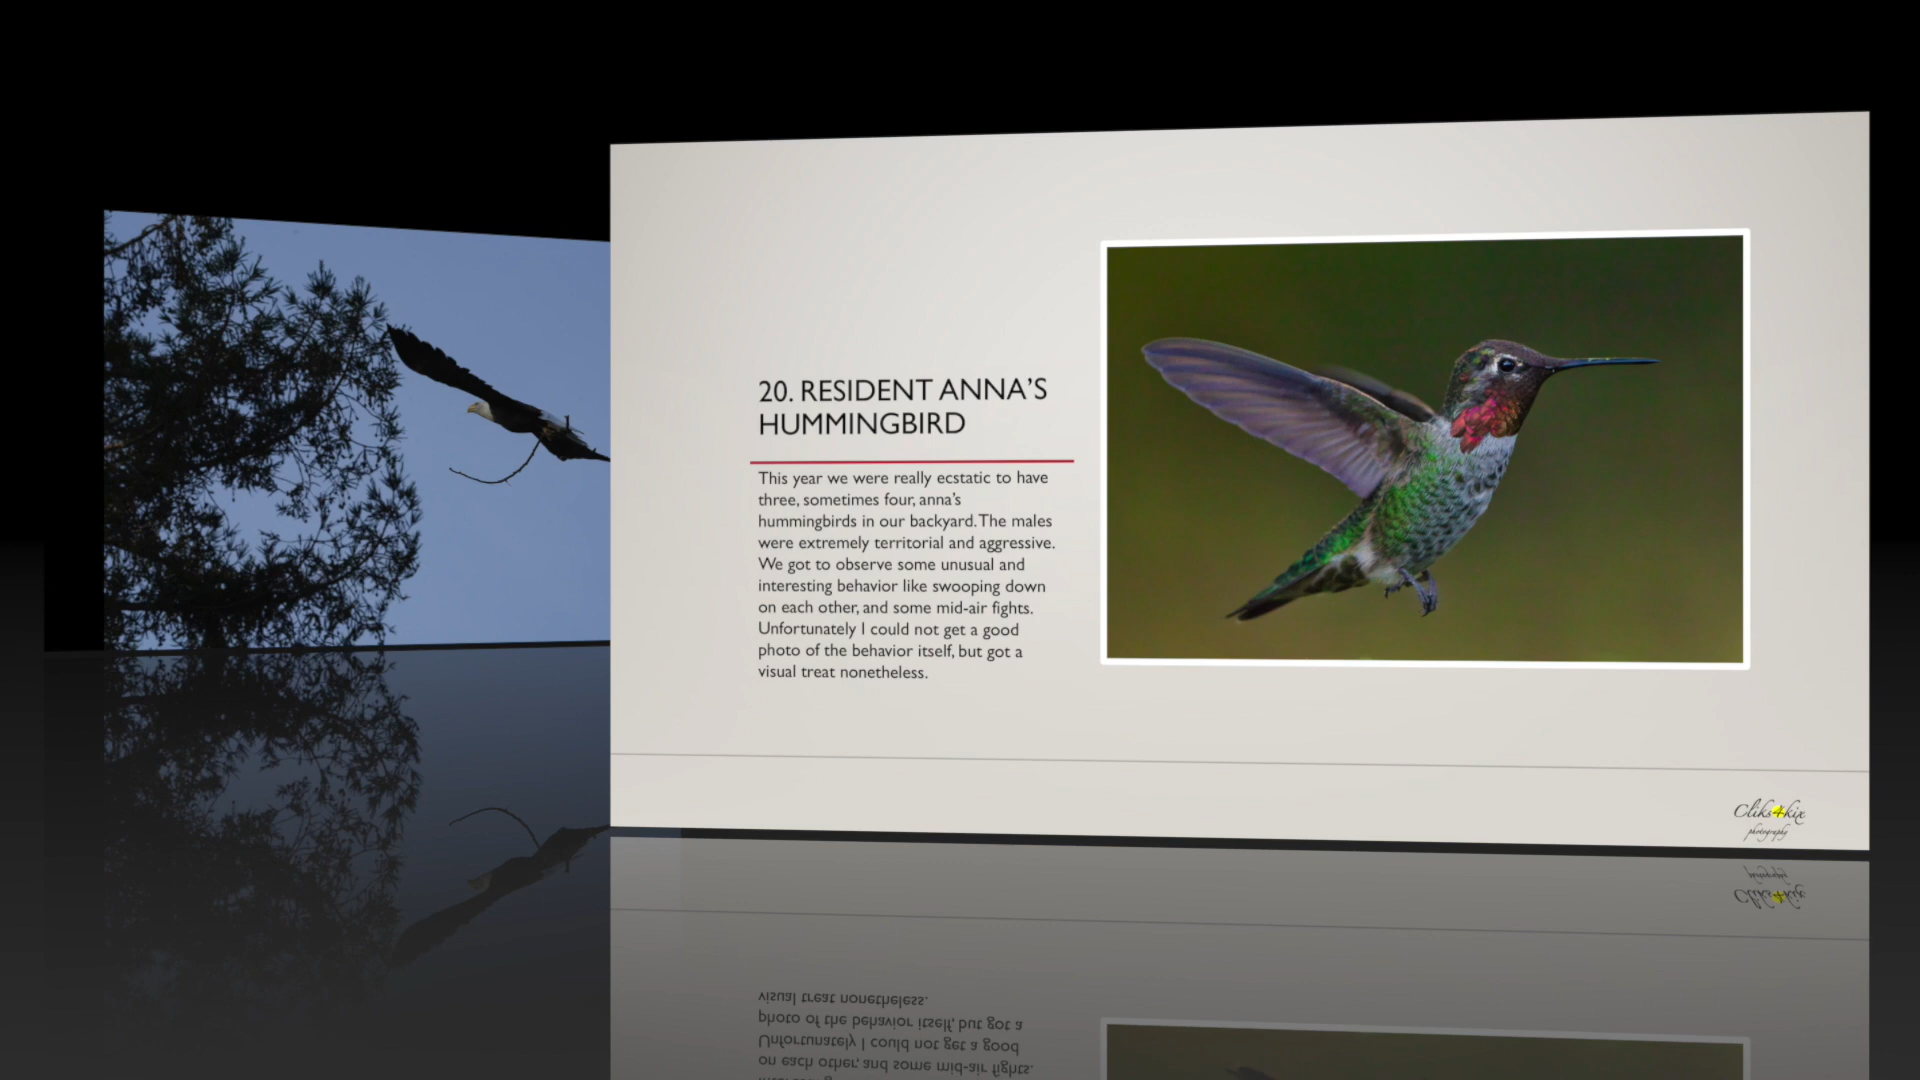 20. RESIDENT ANNA'S
HUMMINGBIRD
This year we were really ecstatic to have
three, sometimes four, anna's
hummingbirds in our backyard. The males
were extremely territorial and aggressive.
We got to observe some unusual and
interesting behavior like swooping down
on each other, and some mid-air fights.
Unfortunately I could not get a good
photo of the behavior itself, but got a
visual treat nonetheless.
Cliks4kix
photography